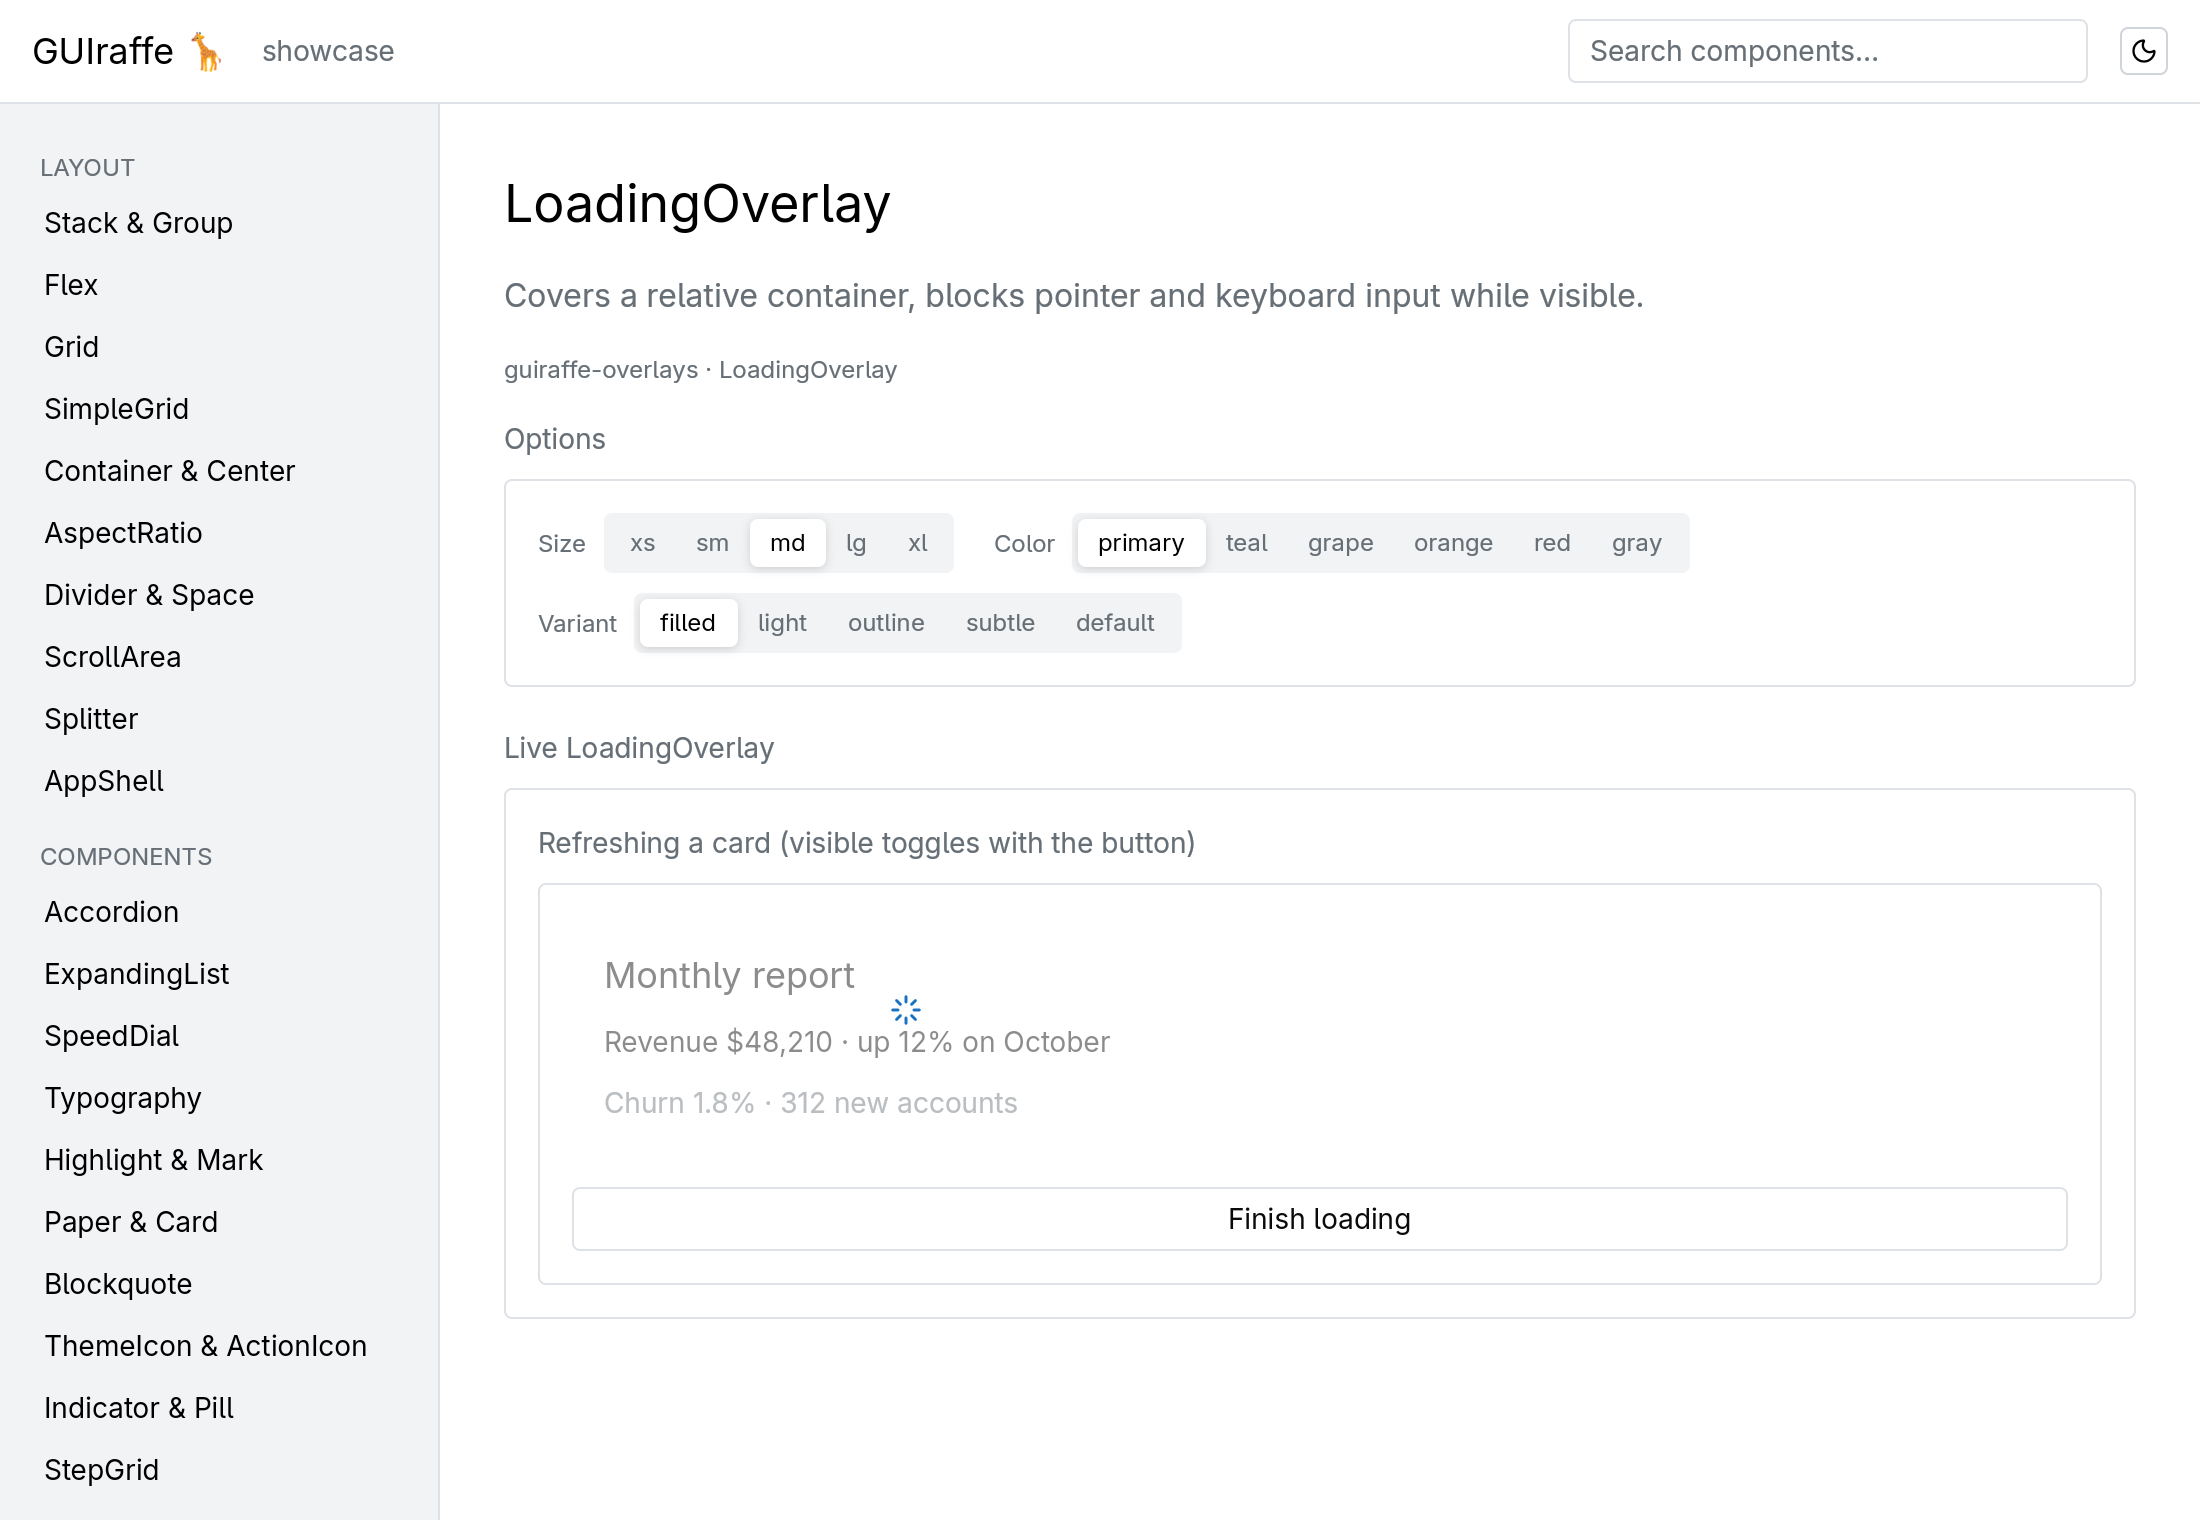 GUIraffe 🦒 showcase Search components...
LAYOUT
Stack & Group
Flex
Grid
SimpleGrid
Container & Center
AspectRatio
Divider & Space
ScrollArea
Splitter
AppShell
COMPONENTS
Accordion
ExpandingList
SpeedDial
Typography
Highlight & Mark
Paper & Card
Blockquote
ThemeIcon & ActionIcon
Indicator & Pill
StepGrid
LoadingOverlay
Covers a relative container, blocks pointer and keyboard input while visible.
guiraffe-overlays · LoadingOverlay
Options
Size xs sm md lg xl Color primary teal grape orange red gray
Variant filled light outline subtle default
Live LoadingOverlay
Refreshing a card (visible toggles with the button)
Monthly report
Revenue $48,210 · up 12% on October
Churn 1.8% · 312 new accounts
Finish loading